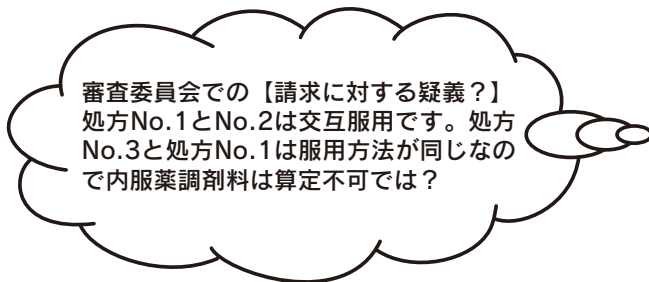 審査委員会での【請求に対する疑義？】
処方No.1とNo.2は交互服用です。処方
No.3と処方No.1は服用方法が同じなの
で内服薬調剤料は算定不可では？